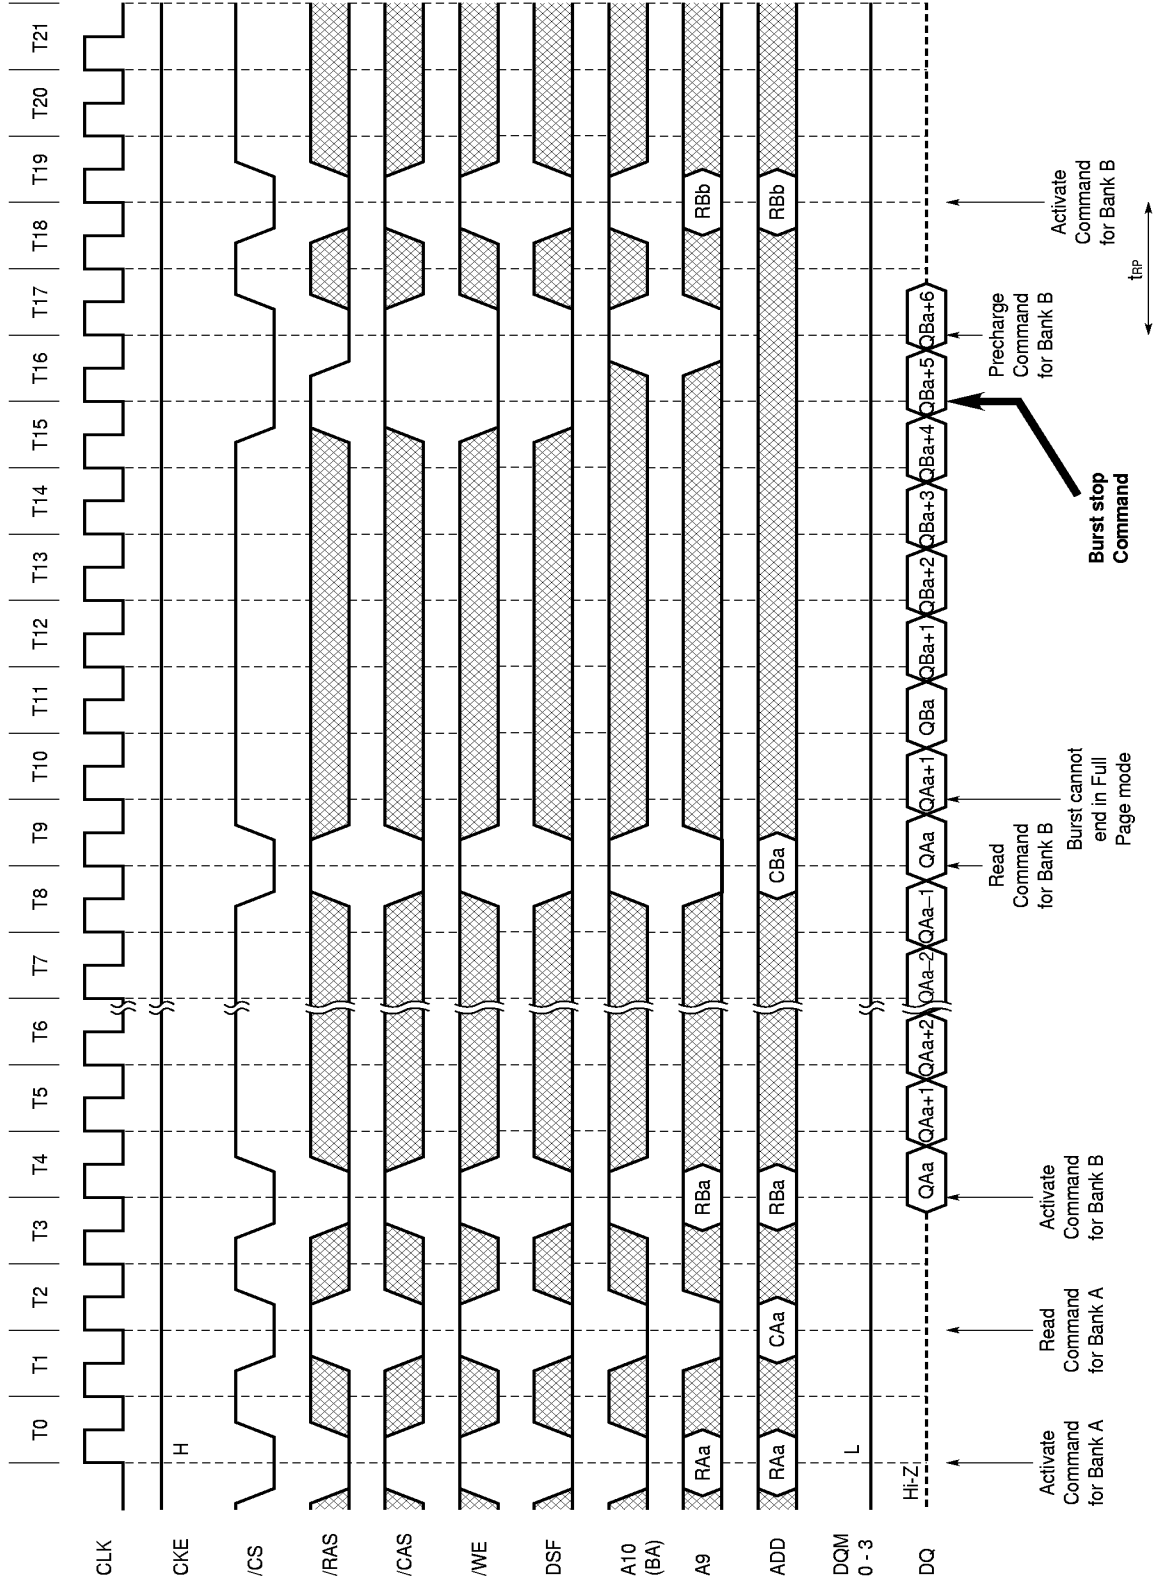 T0 T1 T2 T3 T4 T5 T6 T7 T8 T9 T10 T11 T12 T13 T14 T15 T16 T17 T18 T19 T20 T21
CLK
CKE
H
/CS
/RAS
/CAS
/WE
DSF
A10
(BA)
A9
RAa RBa RBb
ADD
RAa CAa RBa CBa RBb
DQM
0 - 3
L
DQ
Hi-Z
QAa QAa+1 QAa+2 QAa–2 QAa–1 QAa QAa+1 QBa QBa+1 QBa+2 QBa+3 QBa+4 QBa+5 QBa+6
Activate
Command
for Bank A
Read
Command
for Bank A
Activate
Command
for Bank B
Read
Command
for Bank B
Burst cannot
end in Full
Page mode
Burst stop
Command
Precharge
Command
for Bank B
Activate
Command
for Bank B
tRP